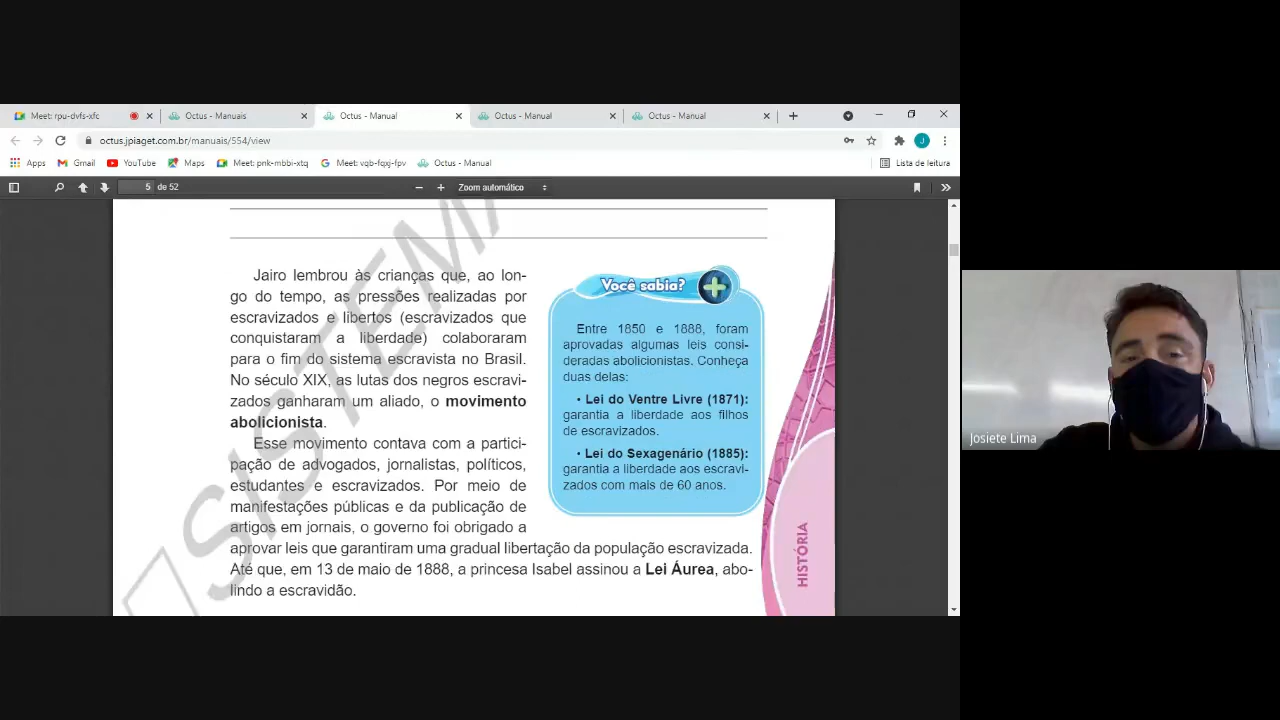 Meet: rpu-dvfs-xfc
Octus - Manuais
Octus - Manual
Octus - Manual
Octus - Manual
octus.jpiaget.com.br/manuais/554/view
J
Apps
Gmail
YouTube
Maps
Meet: pnk-mbbi-xtq
Meet: vqb-fqxj-fpv
Octus - Manual
Lista de leitura
5 de 52
Zoom automático
SISTEMA
Jairo lembrou às crianças que, ao lon-
go do tempo, as pressões realizadas por
escravizados e libertos (escravizados que
conquistaram a liberdade) colaboraram
para o fim do sistema escravista no Brasil.
No século XIX, as lutas dos negros escravi-
zados ganharam um aliado, o movimento
abolicionista.
Esse movimento contava com a partici-
pação de advogados, jornalistas, políticos,
estudantes e escravizados. Por meio de
manifestações públicas e da publicação de
artigos em jornais, o governo foi obrigado a
aprovar leis que garantiram uma gradual libertação da população escravizada.
Até que, em 13 de maio de 1888, a princesa Isabel assinou a Lei Áurea, abo-
lindo a escravidão.
Você sabia?
Entre 1850 e 1888, foram
aprovadas algumas leis consi-
deradas abolicionistas. Conheça
duas delas:
• Lei do Ventre Livre (1871):
garantia a liberdade aos filhos
de escravizados.
• Lei do Sexagenário (1885):
garantia a liberdade aos escravi-
zados com mais de 60 anos.
HISTÓRIA
Josiete Lima